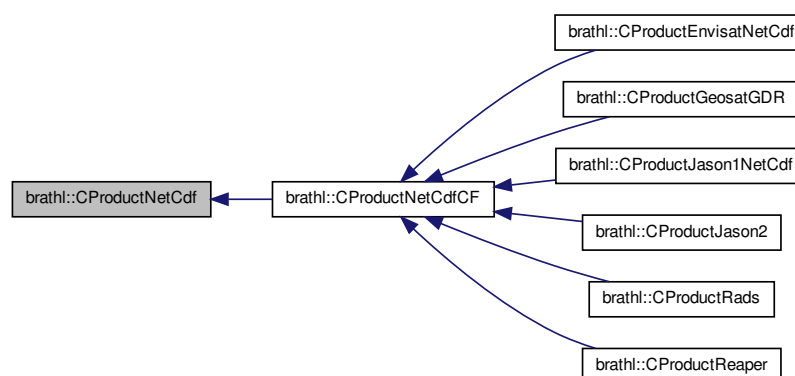 brathl::CProductEnvisatNetCdf
brathl::CProductGeosatGDR
brathl::CProductJason1NetCdf
brathl::CProductNetCdf
brathl::CProductNetCdfCF
brathl::CProductJason2
brathl::CProductRads
brathl::CProductReaper